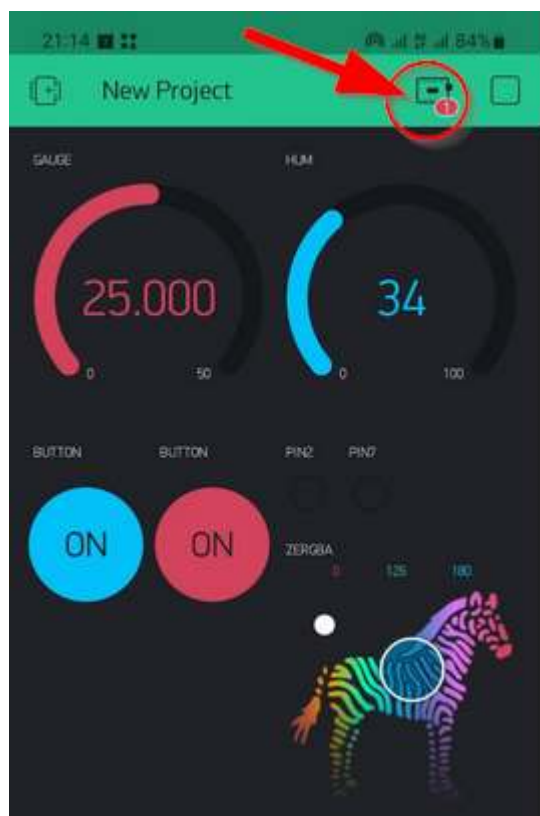 21:14 84%
New Project 1
GAUGE HUM
25.000 34
0 50 0 100
BUTTON BUTTON PIN2 PIN7
ON ON
ZERGBA
0 125 180